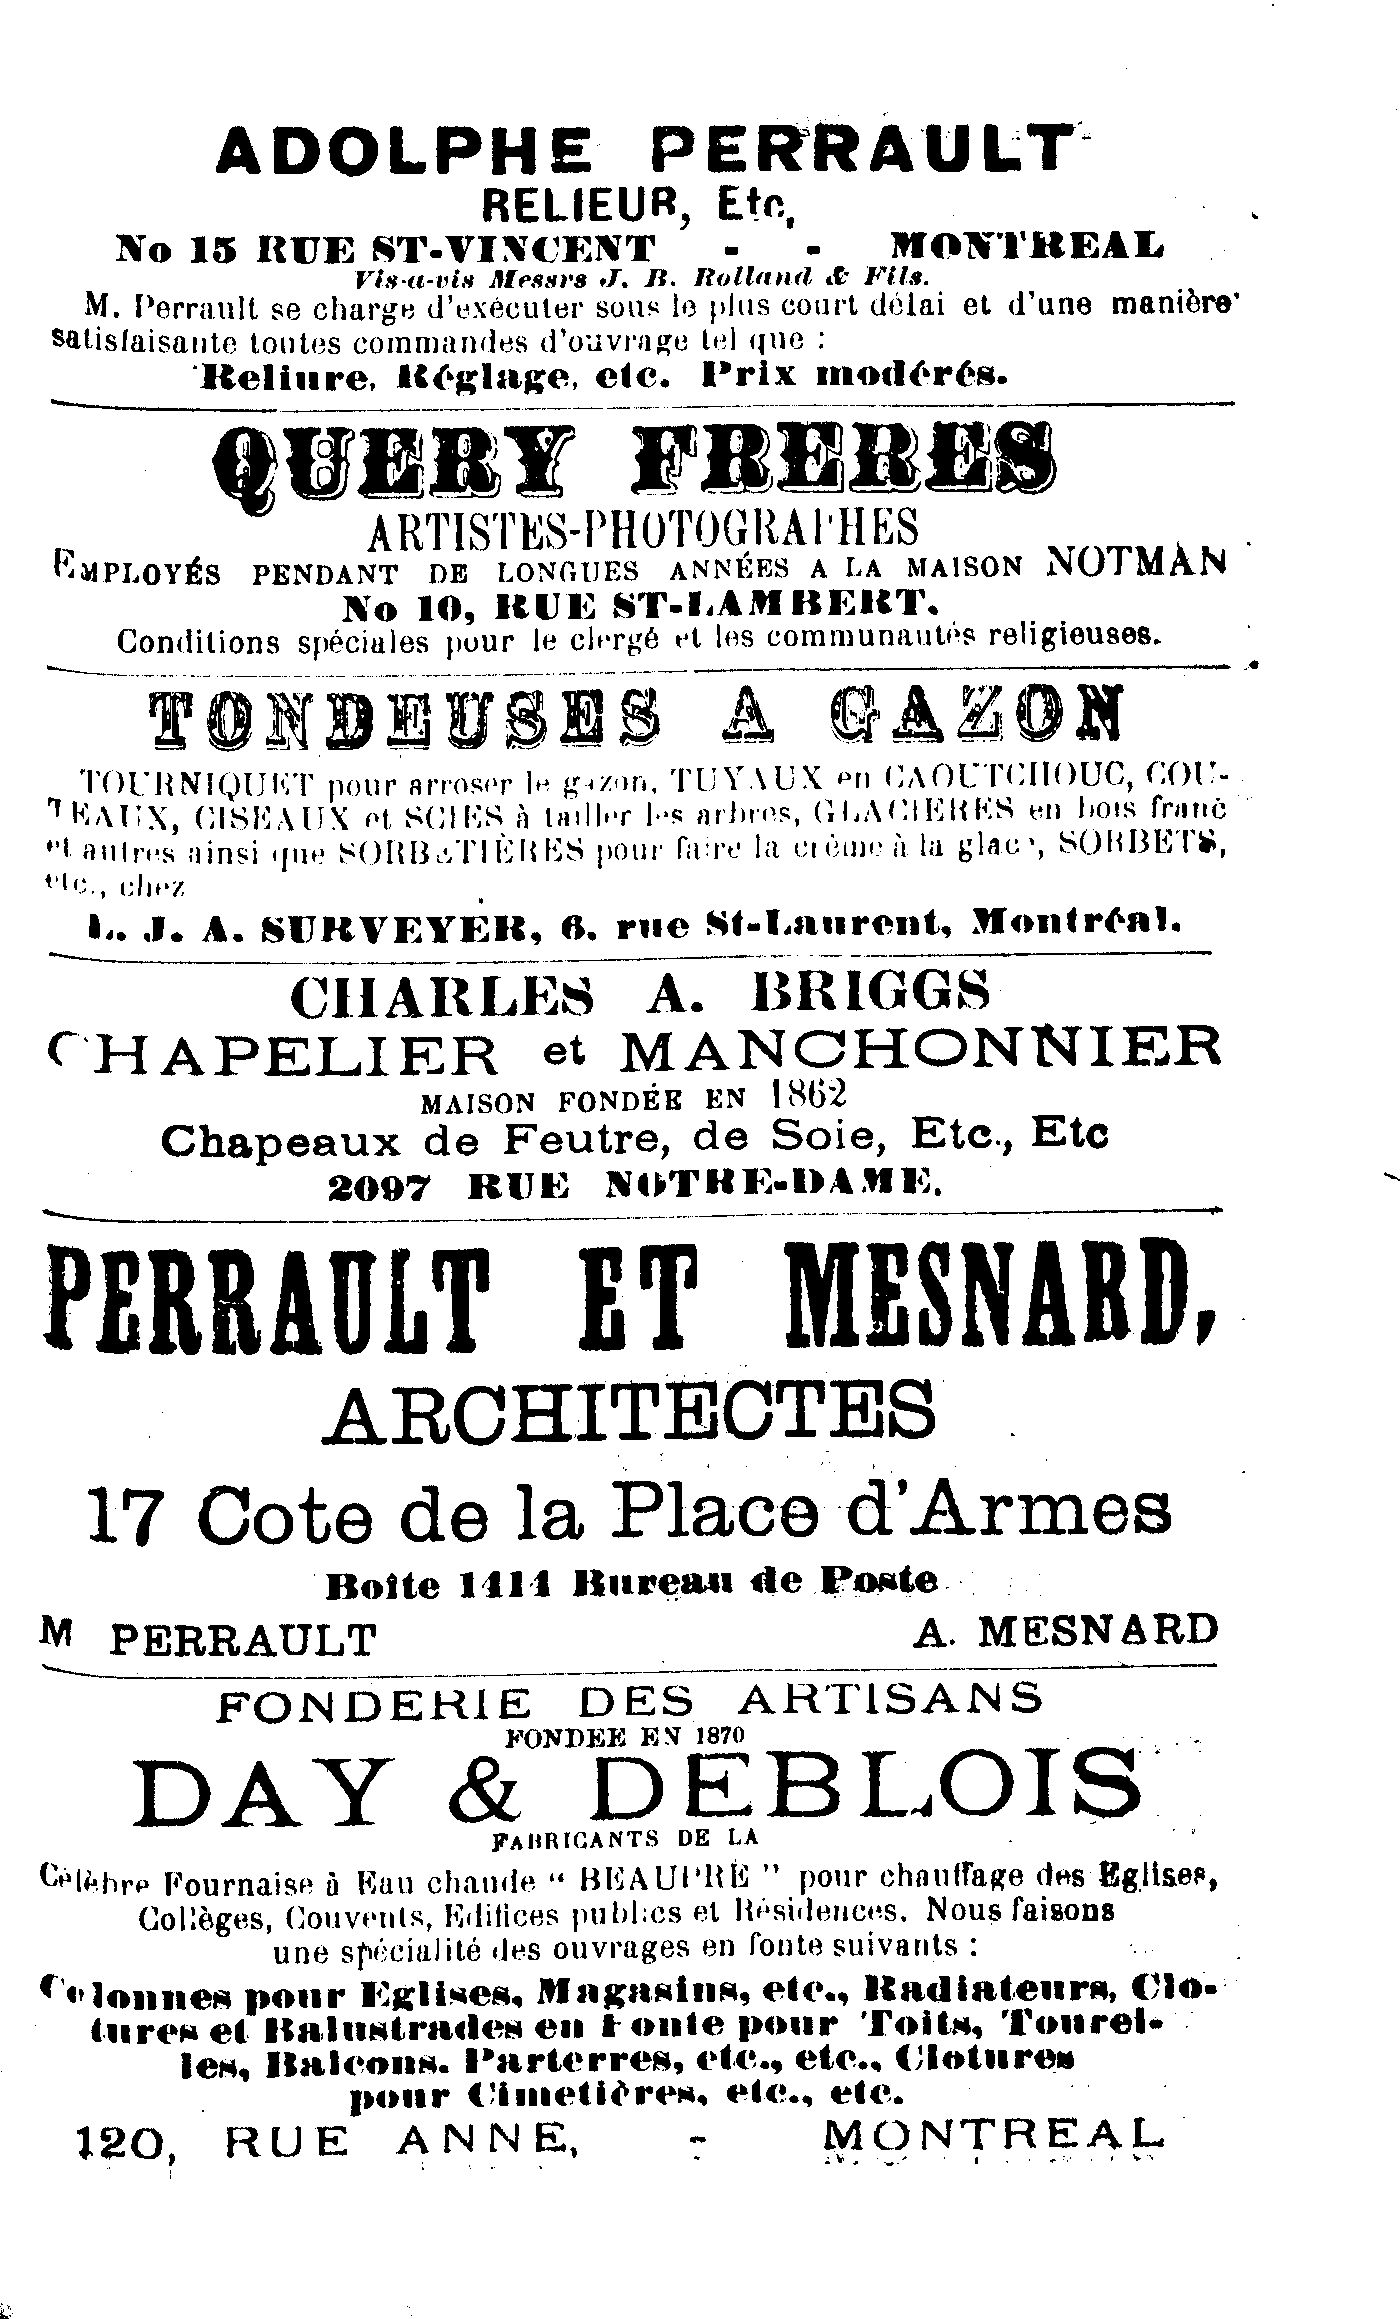 ADOLPHE PERRAULT
RELIEUR, Etc,
No 15 RUE ST-VINCENT - - MONTREAL
Vis-a-vis Messrs J. B. Rolland & Fils.
M. Perrault se charge d'exécuter sous le plus court délai et d'une manière
satisfaisante toutes commandes d'ouvrage tel que :
Reliure, Réglage, etc. Prix modérés.
QUERY FRERES
ARTISTES-PHOTOGRAPHES
EMPLOYÉS PENDANT DE LONGUES ANNÉES A LA MAISON NOTMAN
No 10, RUE ST-LAMBERT.
Conditions spéciales pour le clergé et les communautés religieuses.
TONDEUSES A GAZON
TOURNIQUET pour arroser le gazon, TUYAUX en CAOUTCHOUC, COU-
TEAUX, CISEAUX et SCIES à tailler les arbres, GLACIERES en bois franc
et autres ainsi que SORBETIÈRES pour faire la crème à la glace, SORBETS,
etc., chez
L. J. A. SURVEYER, 6. rue St-Laurent, Montréal.
CHARLES A. BRIGGS
CHAPELIER et MANCHONNIER
MAISON FONDÉE EN 1862
Chapeaux de Feutre, de Soie, Etc., Etc
2097 RUE NOTRE-DAME.
PERRAULT ET MESNARD,
ARCHITECTES
17 Cote de la Place d'Armes
Boîte 1414 Bureau de Poste
M PERRAULT A. MESNARD
FONDERIE DES ARTISANS
FONDEE EN 1870
DAY & DEBLOIS
FABRICANTS DE LA
Célèbre Fournaise à Eau chaude “ BEAUPRÉ ” pour chauffage des Eglises,
Collèges, Couvents, Edifices publics et Résidences. Nous faisons
une spécialité des ouvrages en fonte suivants :
Colonnes pour Eglises, Magasins, etc., Radiateurs, Clo-
tures et Balustrades en Fonte pour Toits, Tourel-
les, Balcons. Parterres, etc., etc., Clotures
pour Cimetières, etc., etc.
120, RUE ANNE, - MONTREAL